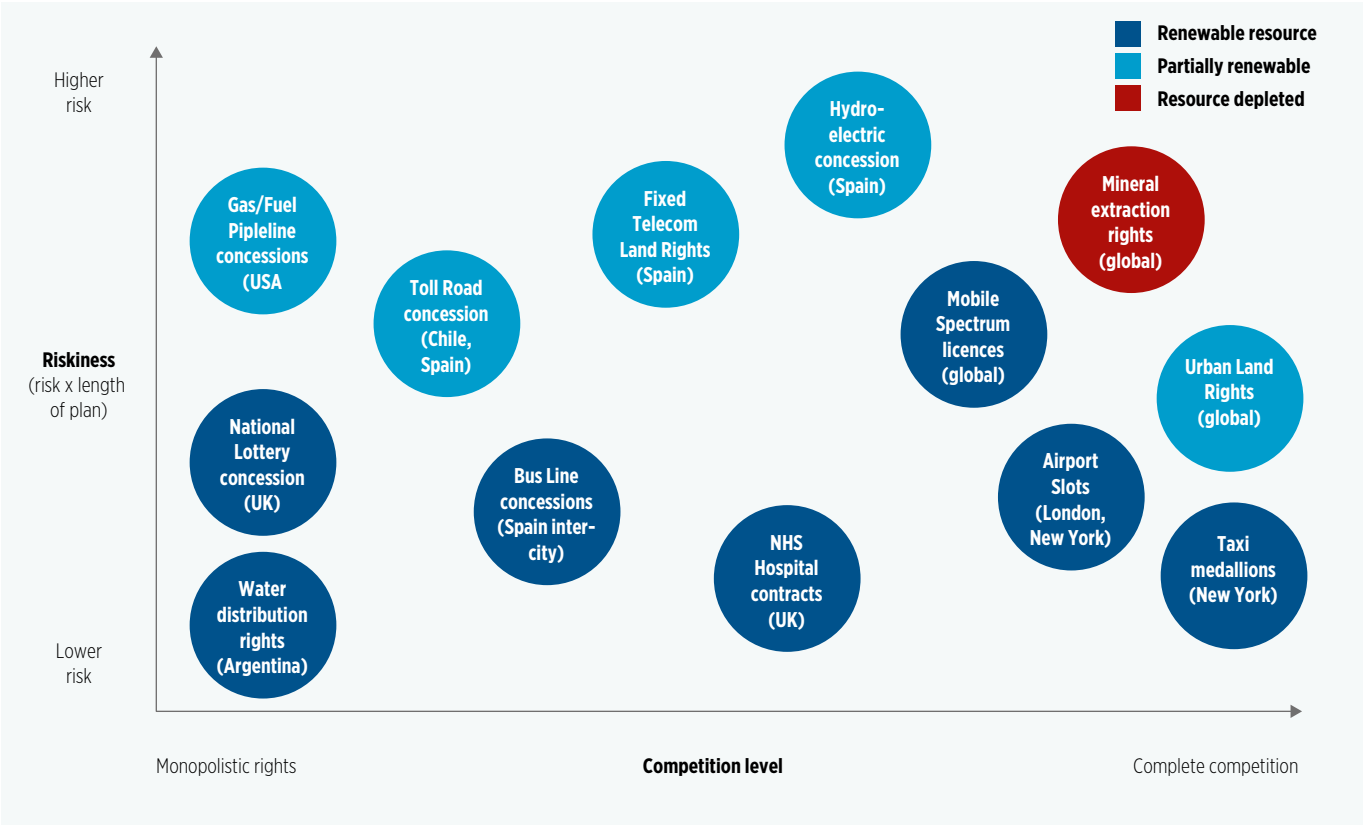 Renewable resource
Partially renewable
Resource depleted
Higher
risk
Riskiness
(risk x length
of plan)
Lower
risk
Gas/Fuel
Pipleline
concessions
(USA
National
Lottery
concession
(UK)
Water
distribution
rights
(Argentina)
Toll Road
concession
(Chile,
Spain)
Bus Line
concessions
(Spain inter-
city)
Fixed
Telecom
Land Rights
(Spain)
NHS
Hospital
contracts
(UK)
Hydro-
electric
concession
(Spain)
Mobile
Spectrum
licences
(global)
Airport
Slots
(London,
New York)
Mineral
extraction
rights
(global)
Urban Land
Rights
(global)
Taxi
medallions
(New York)
Monopolistic rights
Competition level
Complete competition